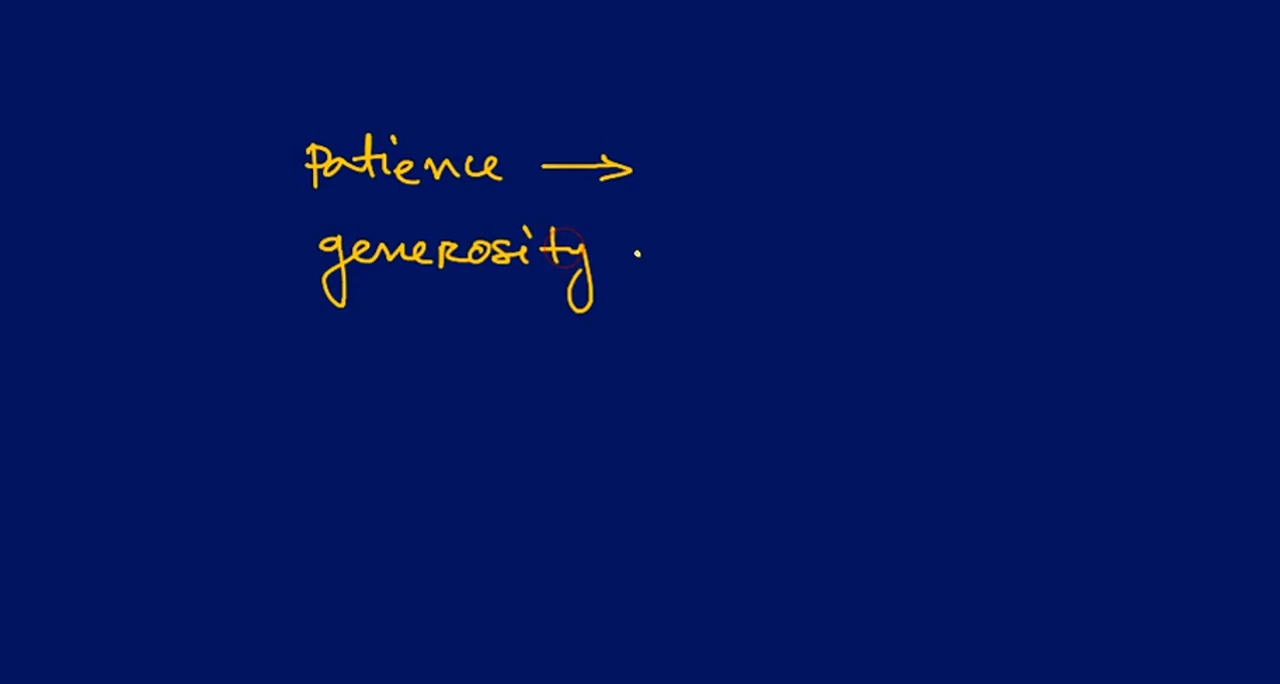 patience →
generosity .